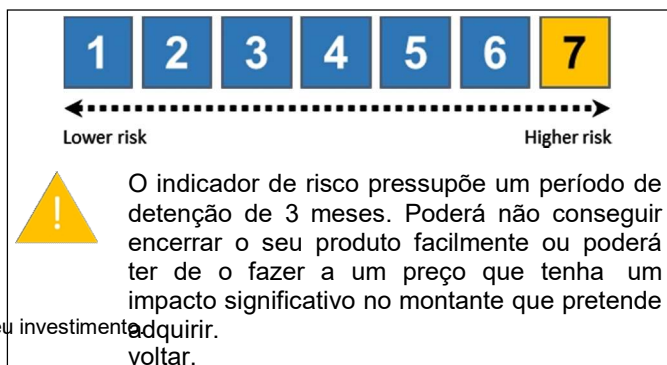 1 2 3 4 5 6 7
Lower risk Higher risk
!
O indicador de risco pressupõe um período de
detenção de 3 meses. Poderá não conseguir
encerrar o seu produto facilmente ou poderá
ter de o fazer a um preço que tenha um
impacto significativo no montante que pretende
investimento.
adquirir.
voltar.